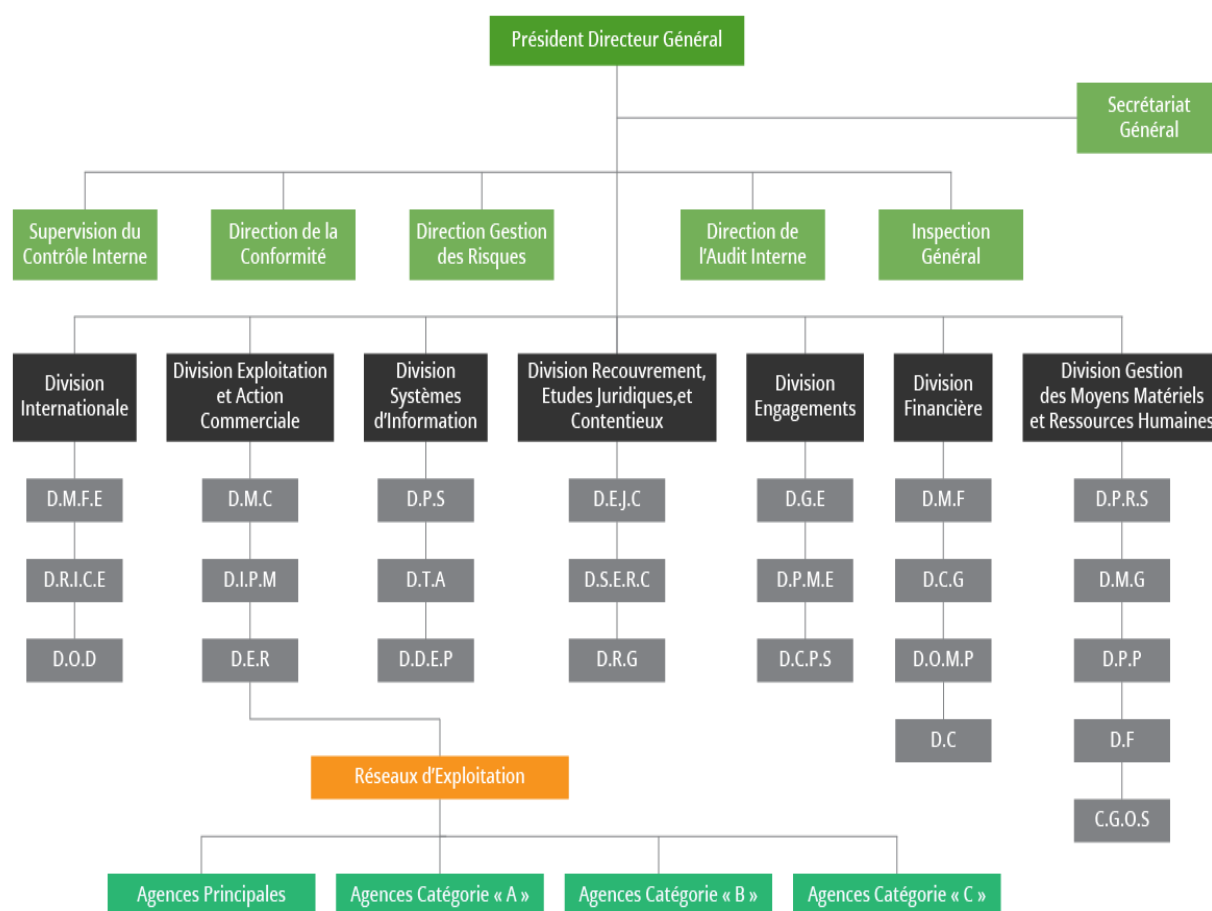 Président Directeur Général
Secrétariat
Général
Supervision du
Contrôle Interne
Direction de la
Conformité
Direction Gestion
des Risques
Direction de
l'Audit Interne
Inspection
Général
Division
Internationale
Division Exploitation
et Action
Commerciale
Division
Systèmes
d'Information
Division Recouvrement,
Etudes Juridiques,et
Contentieux
Division
Engagements
Division
Financière
Division Gestion
des Moyens Matériels
et Ressources Humaines
D.M.F.E
D.M.C
D.P.S
D.E.J.C
D.G.E
D.M.F
D.P.R.S
D.R.I.C.E
D.I.P.M
D.T.A
D.S.E.R.C
D.P.M.E
D.C.G
D.M.G
D.O.D
D.E.R
D.D.E.P
D.R.G
D.C.P.S
D.O.M.P
D.P.P
D.C
D.F
Réseaux d'Exploitation
C.G.O.S
Agences Principales
Agences Catégorie « A »
Agences Catégorie « B »
Agences Catégorie « C »